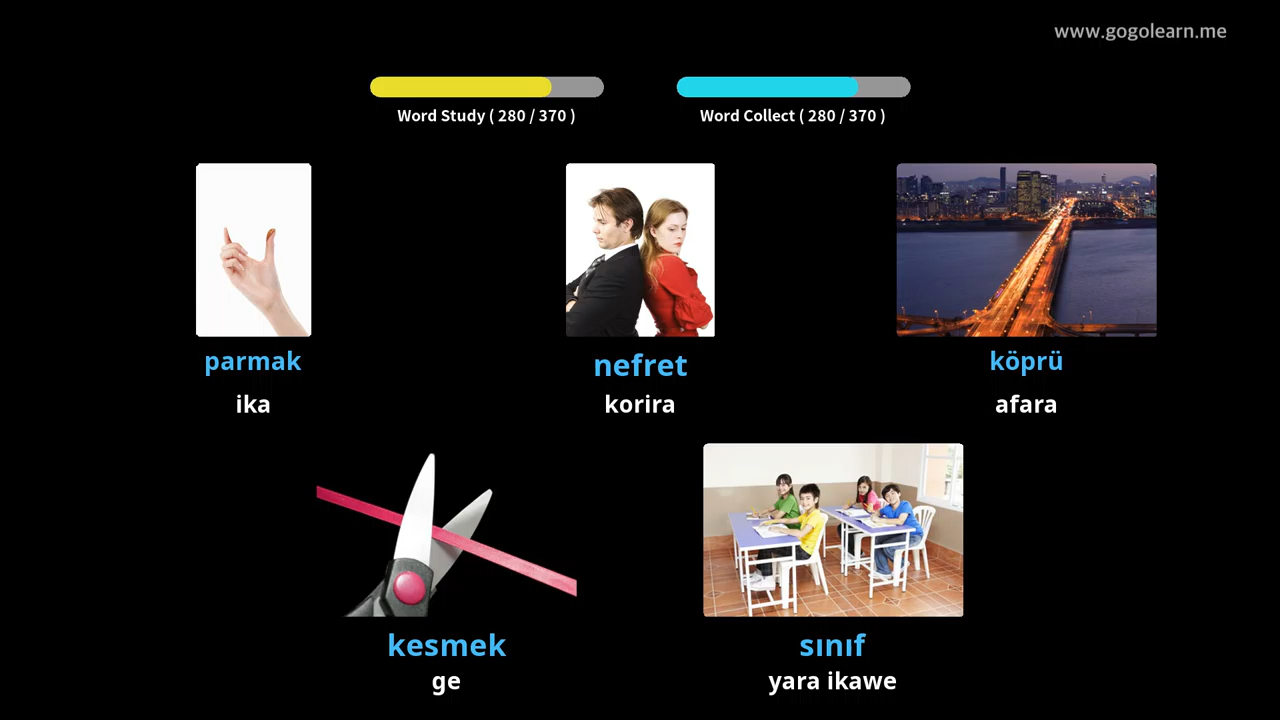 www.gogolearn.me
Word Study ( 280 / 370 )
Word Collect ( 280 / 370 )
parmak
nefret
köprü
ika
korira
afara
kesmek
sınıf
ge
yara ikawe